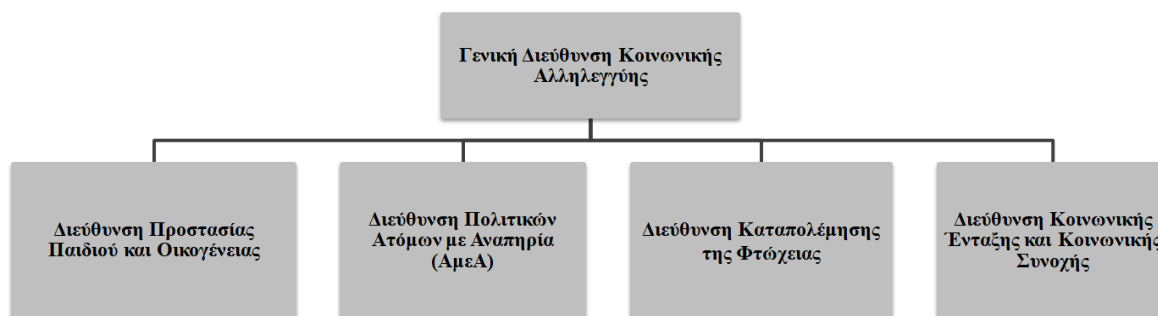 Γενική Διεύθυνση Κοινωνικής
Αλληλεγγύης
Διεύθυνση Προστασίας
Παιδιού και Οικογένειας
Διεύθυνση Πολιτικών
Ατόμων με Αναπηρία
(ΑμεΑ)
Διεύθυνση Καταπολέμησης
της Φτώχειας
Διεύθυνση Κοινωνικής
Ένταξης και Κοινωνικής
Συνοχής